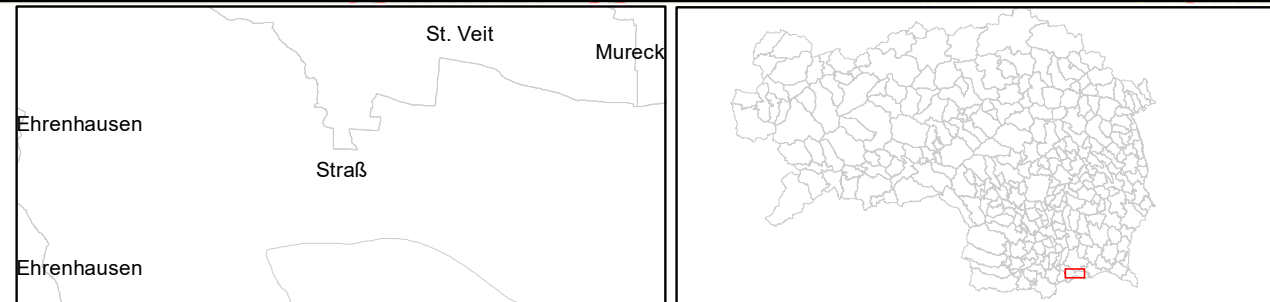 St. Veit
Mureck
Ehrenhausen
Straß
Ehrenhausen